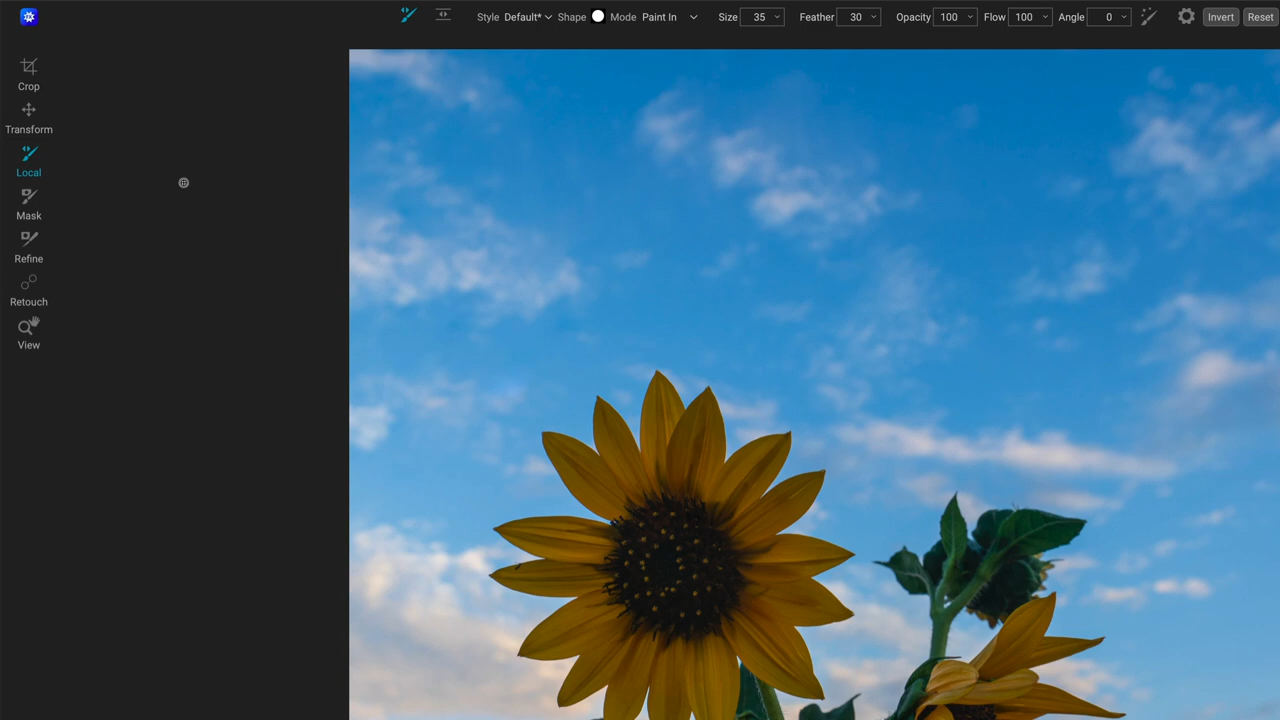 Style Default* Shape Mode Paint In Size 35 Feather 30 Opacity 100 Flow 100 Angle 0 Invert Reset
Crop
Transform
Local
Mask
Refine
Retouch
View